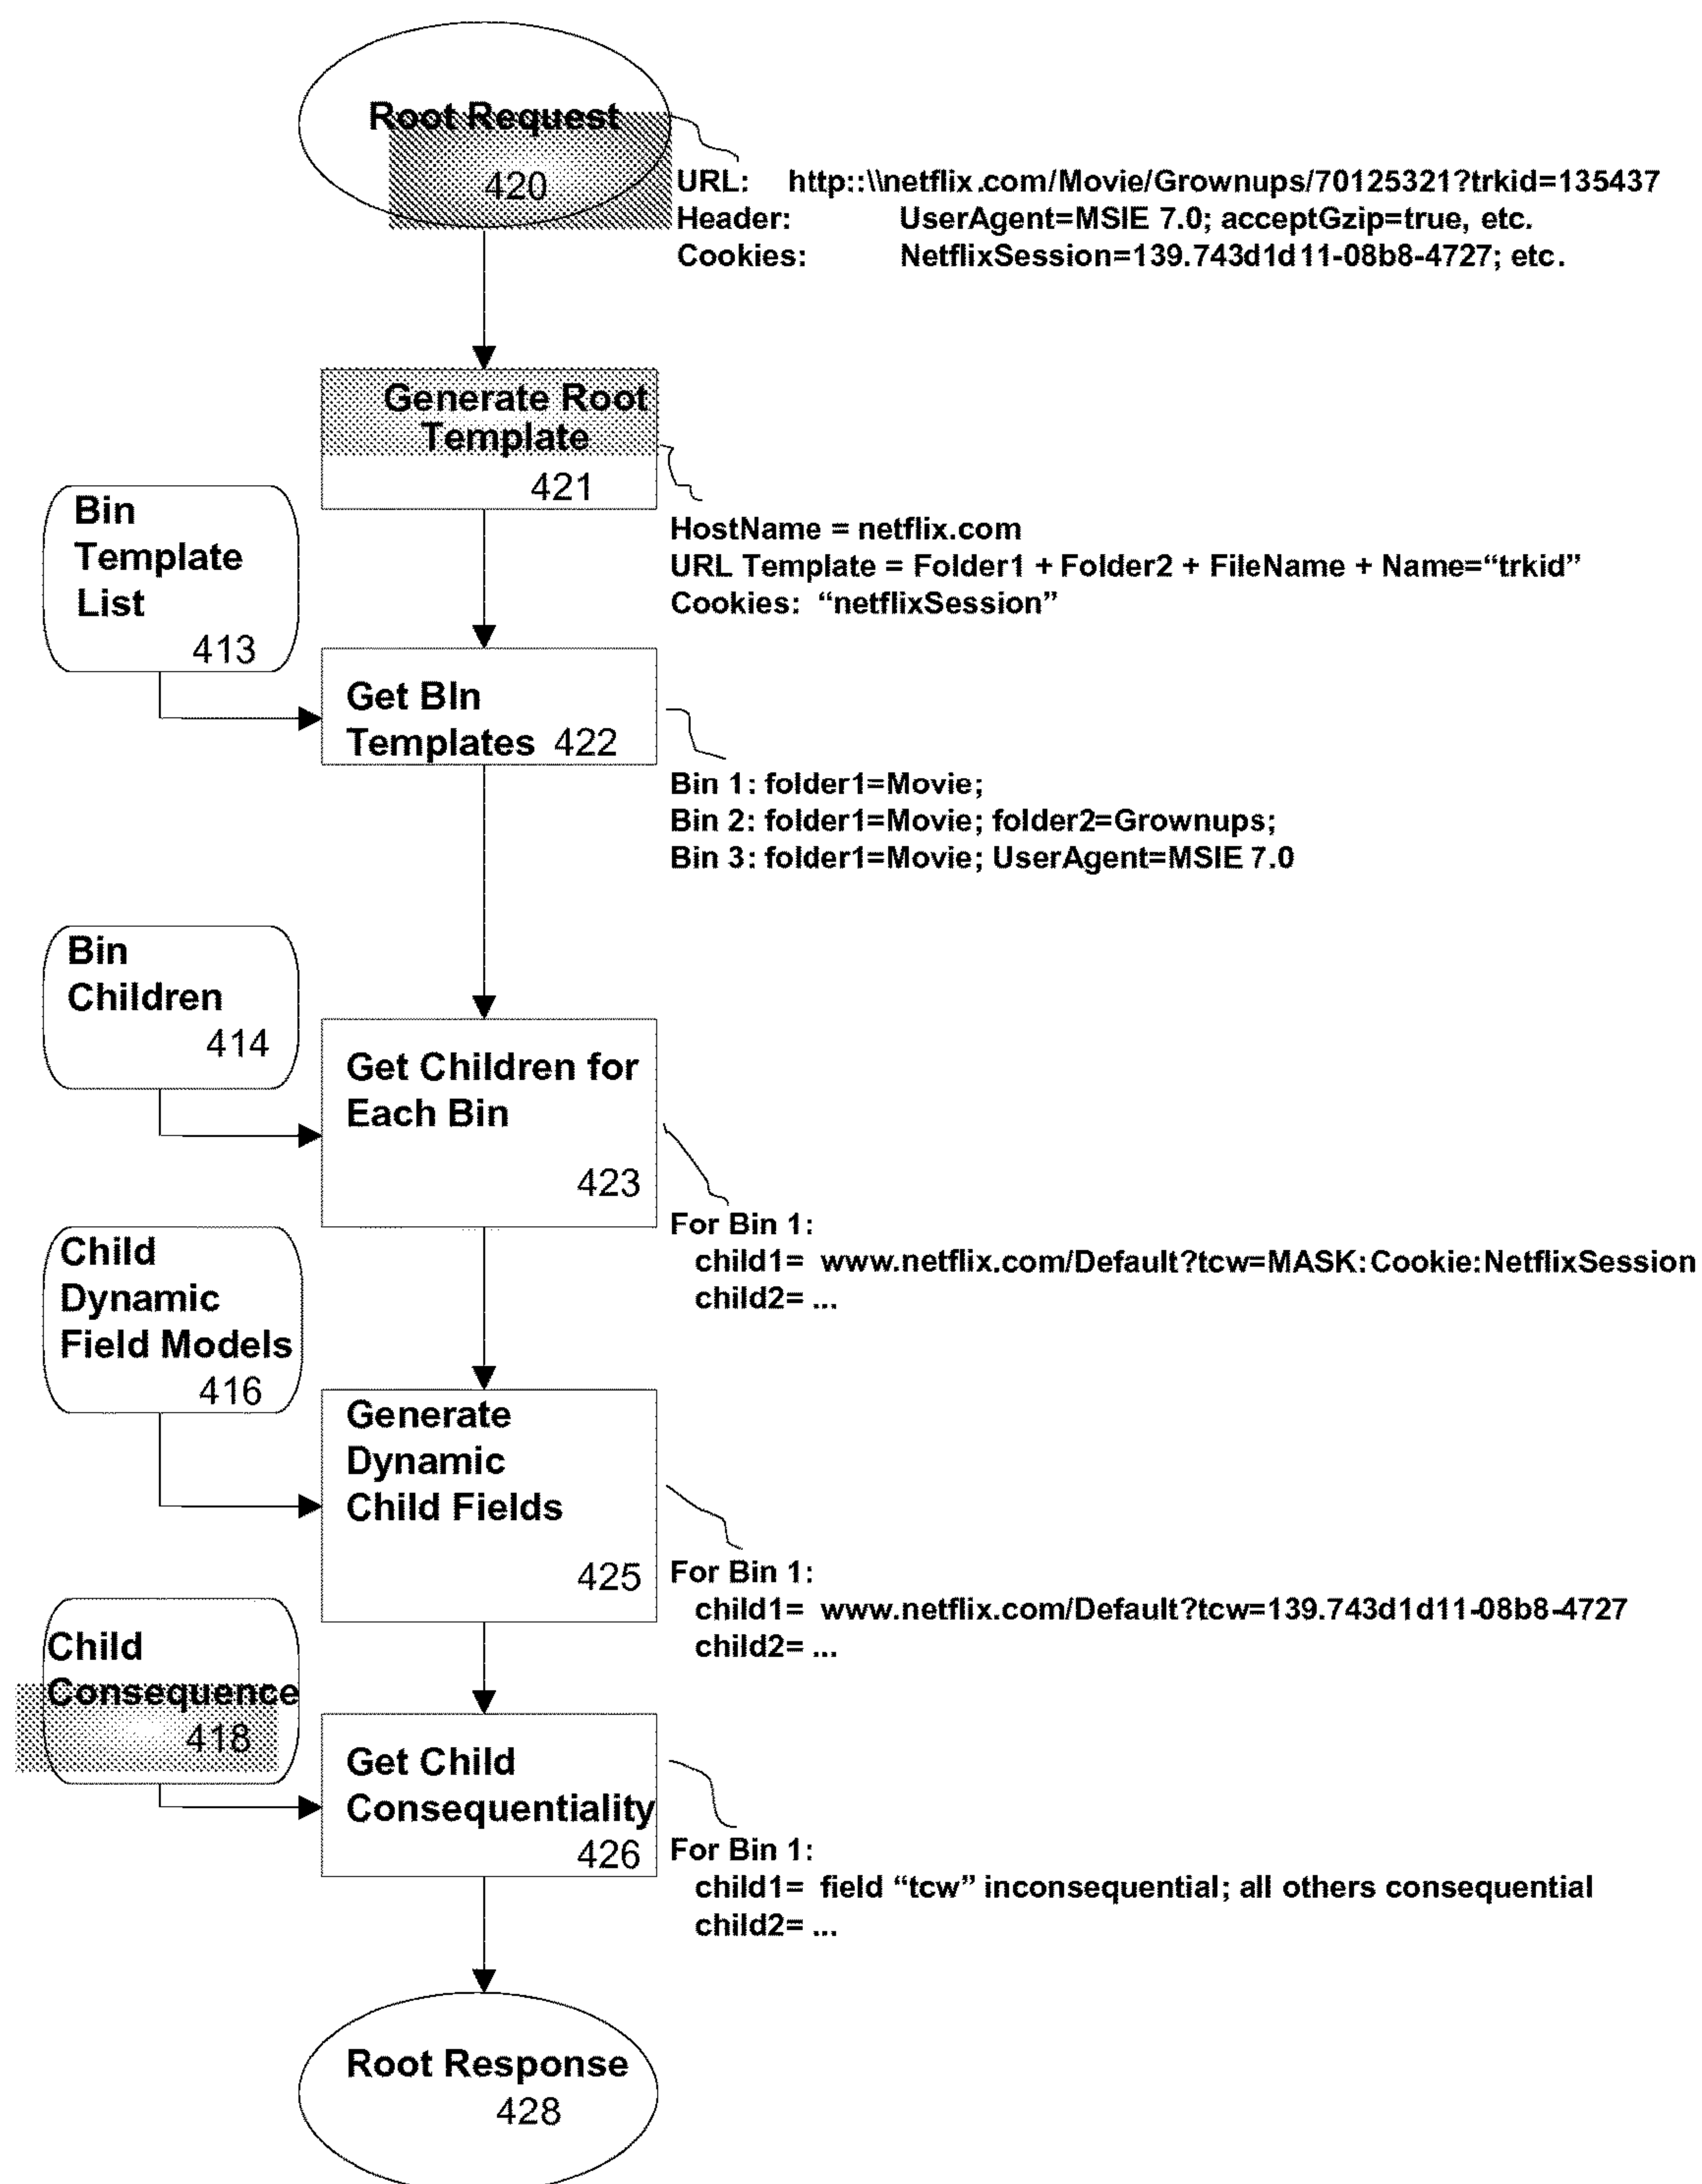 Root Request
420
URL: http::\\netflix.com/Movie/Grownups/70125321?trkid=135437
Header: UserAgent=MSIE 7.0; acceptGzip=true, etc.
Cookies: NetflixSession=139.743d1d11-08b8-4727; etc.
Generate Root
Template
421
HostName = netflix.com
URL Template = Folder1 + Folder2 + FileName + Name=“trkid”
Cookies: “netflixSession”
Bin
Template
List
413
Get BIn
Templates 422
Bin 1: folder1=Movie;
Bin 2: folder1=Movie; folder2=Grownups;
Bin 3: folder1=Movie; UserAgent=MSIE 7.0
Bin
Children
414
Get Children for
Each Bin
423
For Bin 1:
child1= www.netflix.com/Default?tcw=MASK:Cookie:NetflixSession
child2= ...
Child
Dynamic
Field Models
416
Generate
Dynamic
Child Fields
425
For Bin 1:
child1= www.netflix.com/Default?tcw=139.743d1d11-08b8-4727
child2= ...
Child
Consequence
418
Get Child
Consequentiality
426
For Bin 1:
child1= field “tcw” inconsequential; all others consequential
child2= ...
Root Response
428